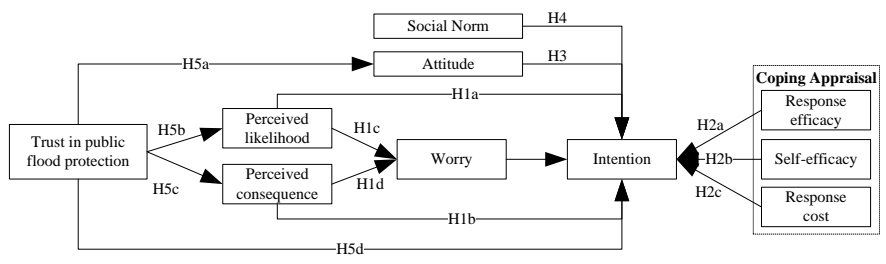 Social Norm
H4
H5a
Attitude
H3
Coping Appraisal
H1a
Response
efficacy
Perceived
likelihood
H5b
H1c
H2a
Trust in public
flood protection
Worry
Intention
H2b
Self-efficacy
H5c
H1d
Perceived
consequence
H2c
Response
cost
H1b
H5d